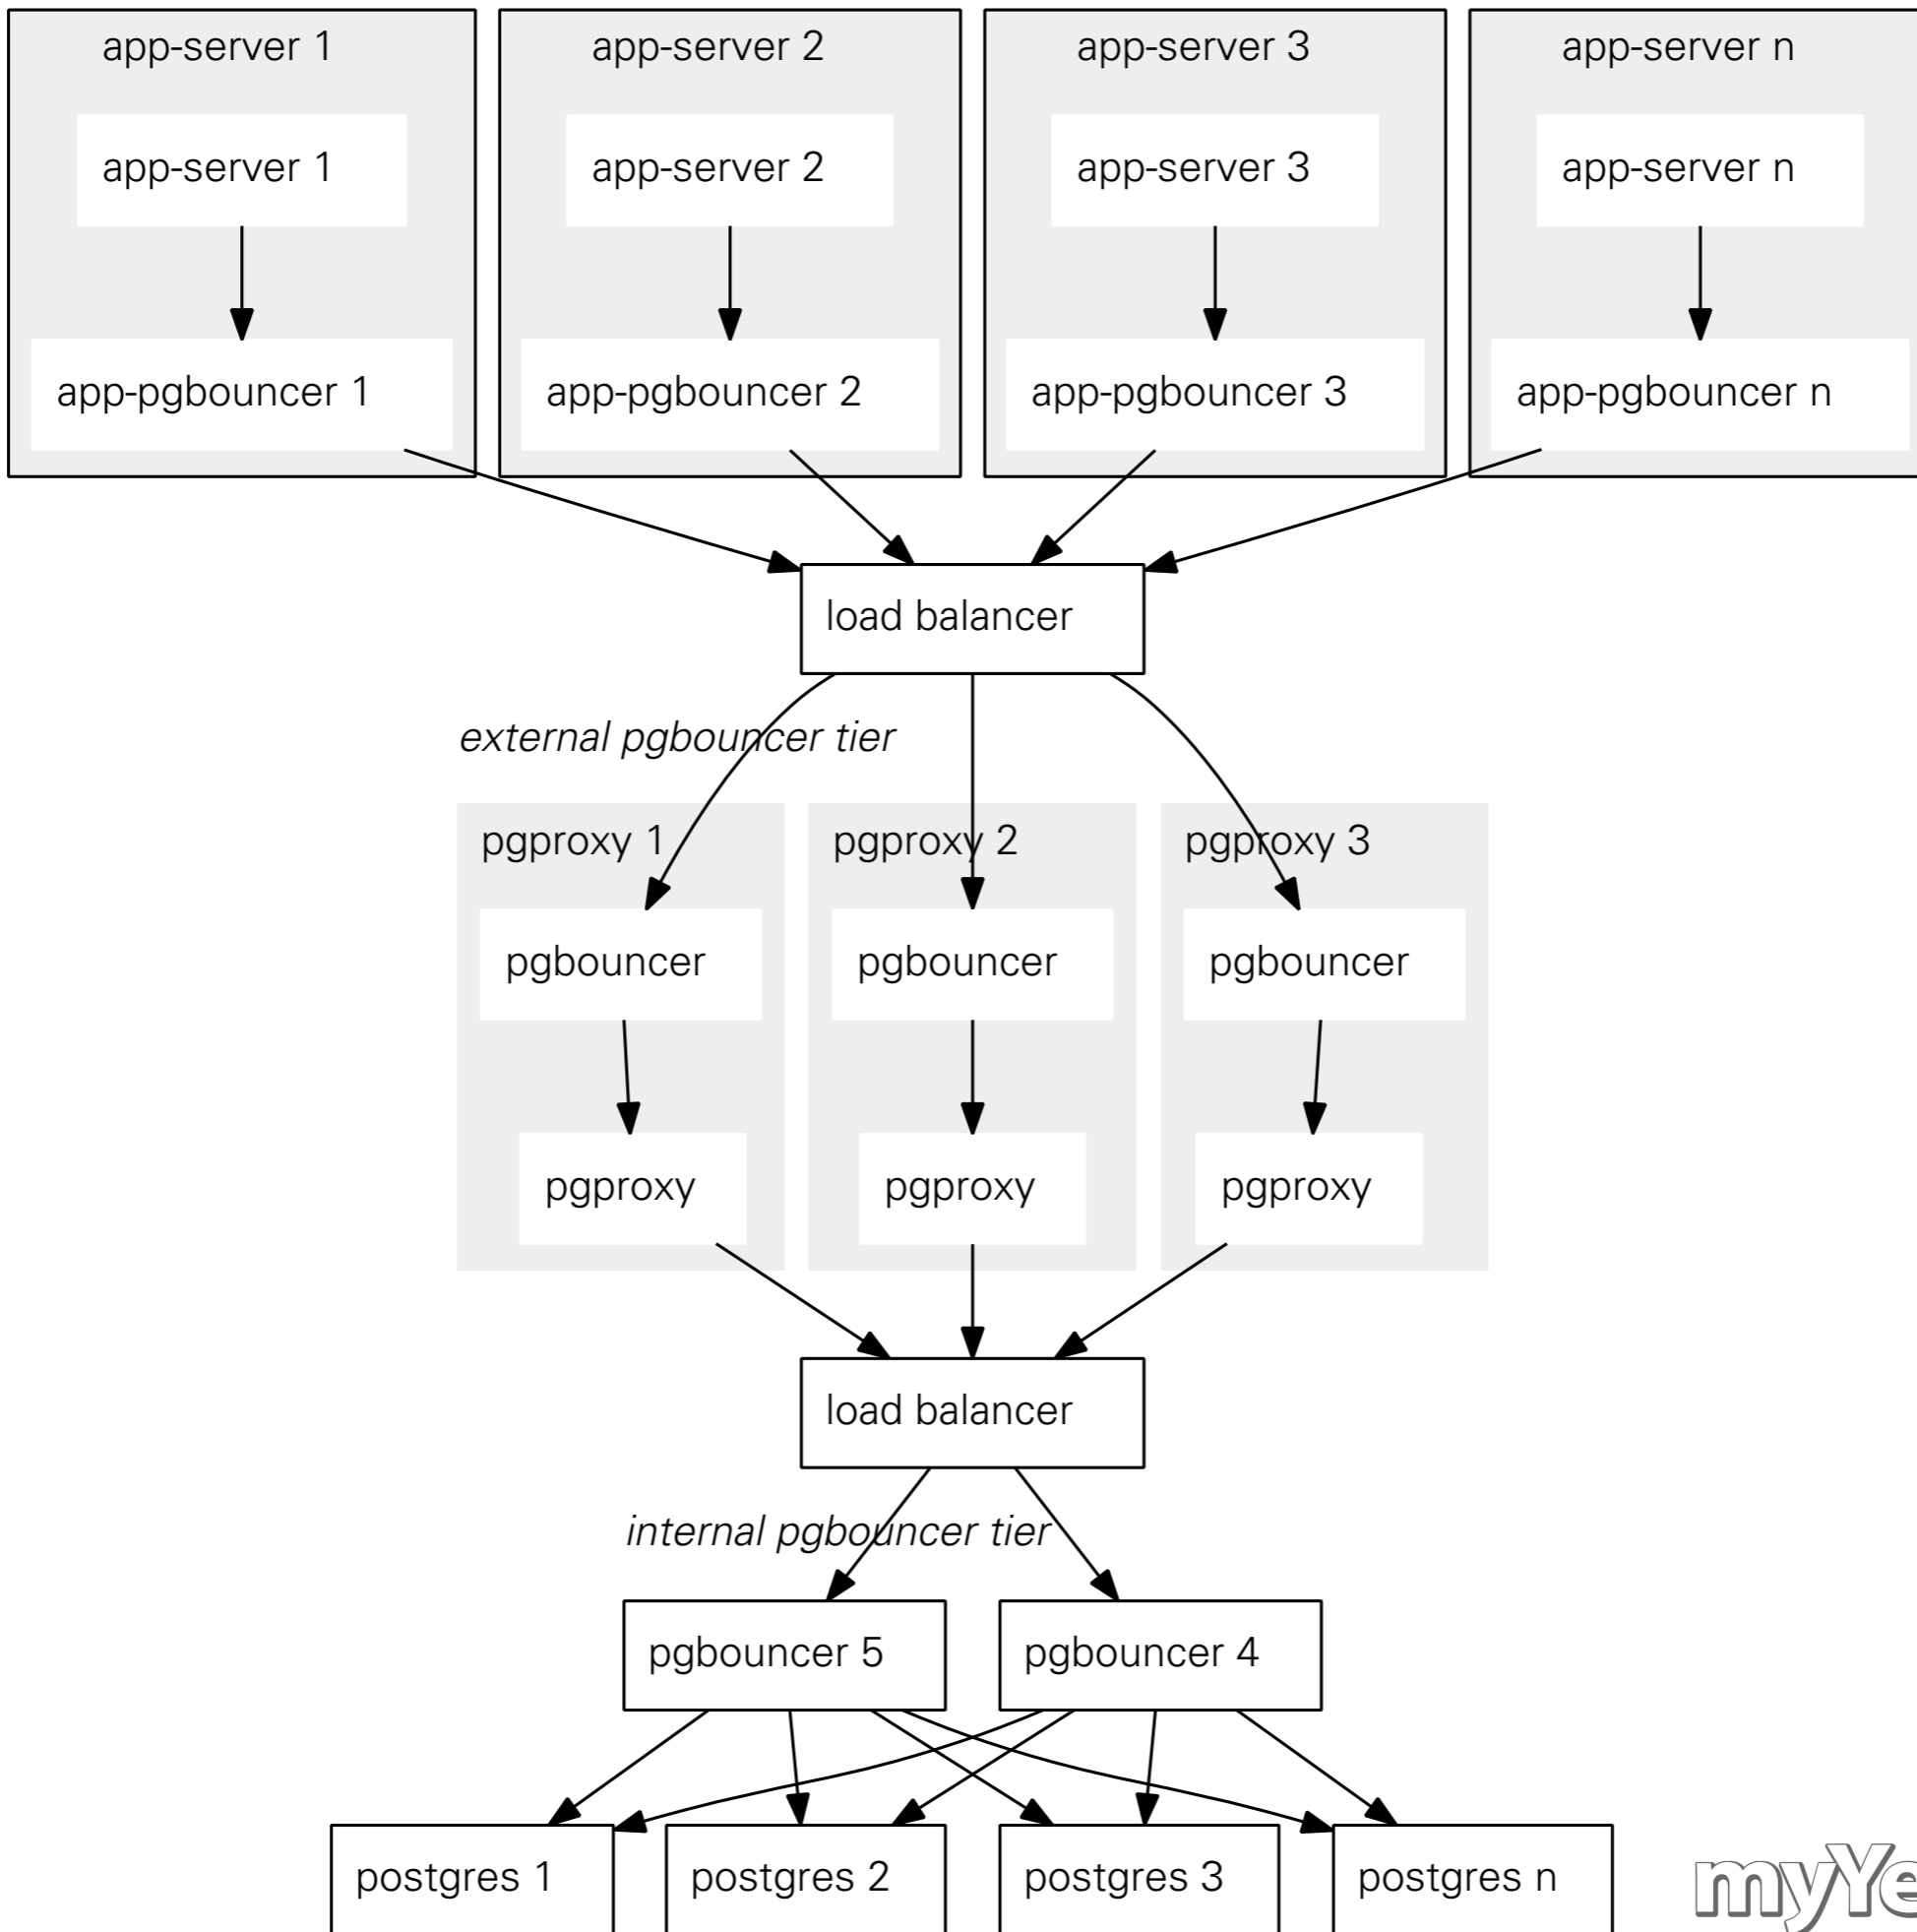 app-server 1
app-server 2
app-server 3
app-server n
app-server 1
app-server 2
app-server 3
app-server n
app-pgbouncer 1
app-pgbouncer 2
app-pgbouncer 3
app-pgbouncer n
load balancer
external pgbouncer tier
pgproxy 1
pgproxy 2
pgproxy 3
pgbouncer
pgbouncer
pgbouncer
pgproxy
pgproxy
pgproxy
load balancer
internal pgbouncer tier
pgbouncer 5
pgbouncer 4
postgres 1
postgres 2
postgres 3
postgres n
myYe